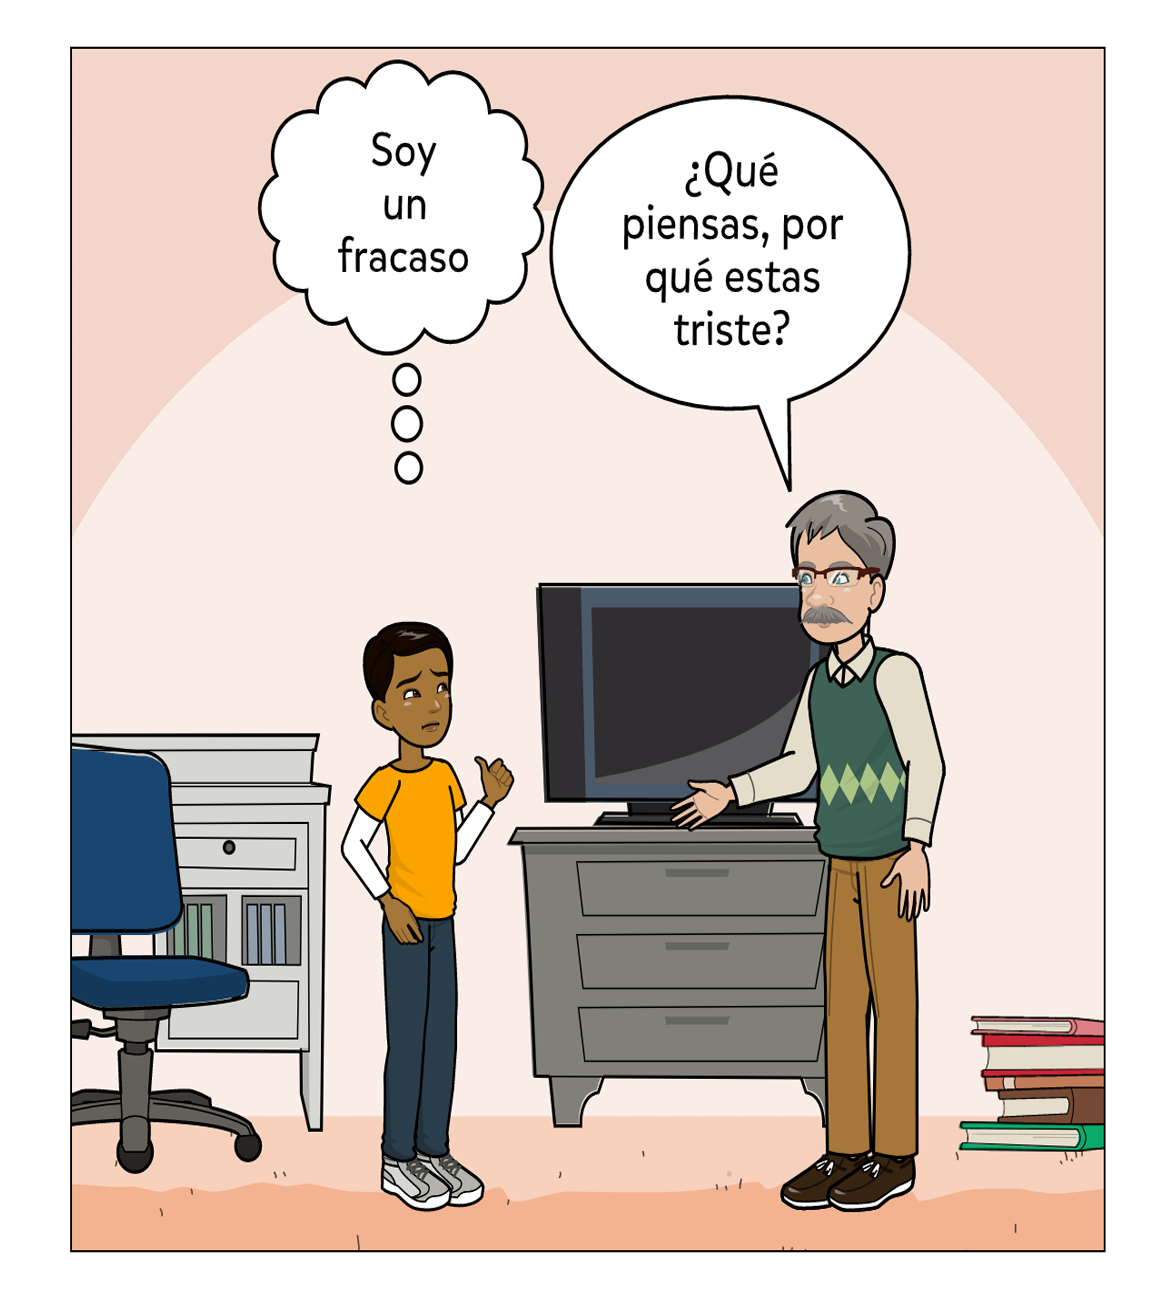 Soy
un
fracaso
¿Qué
piensas, por
qué estas
triste?